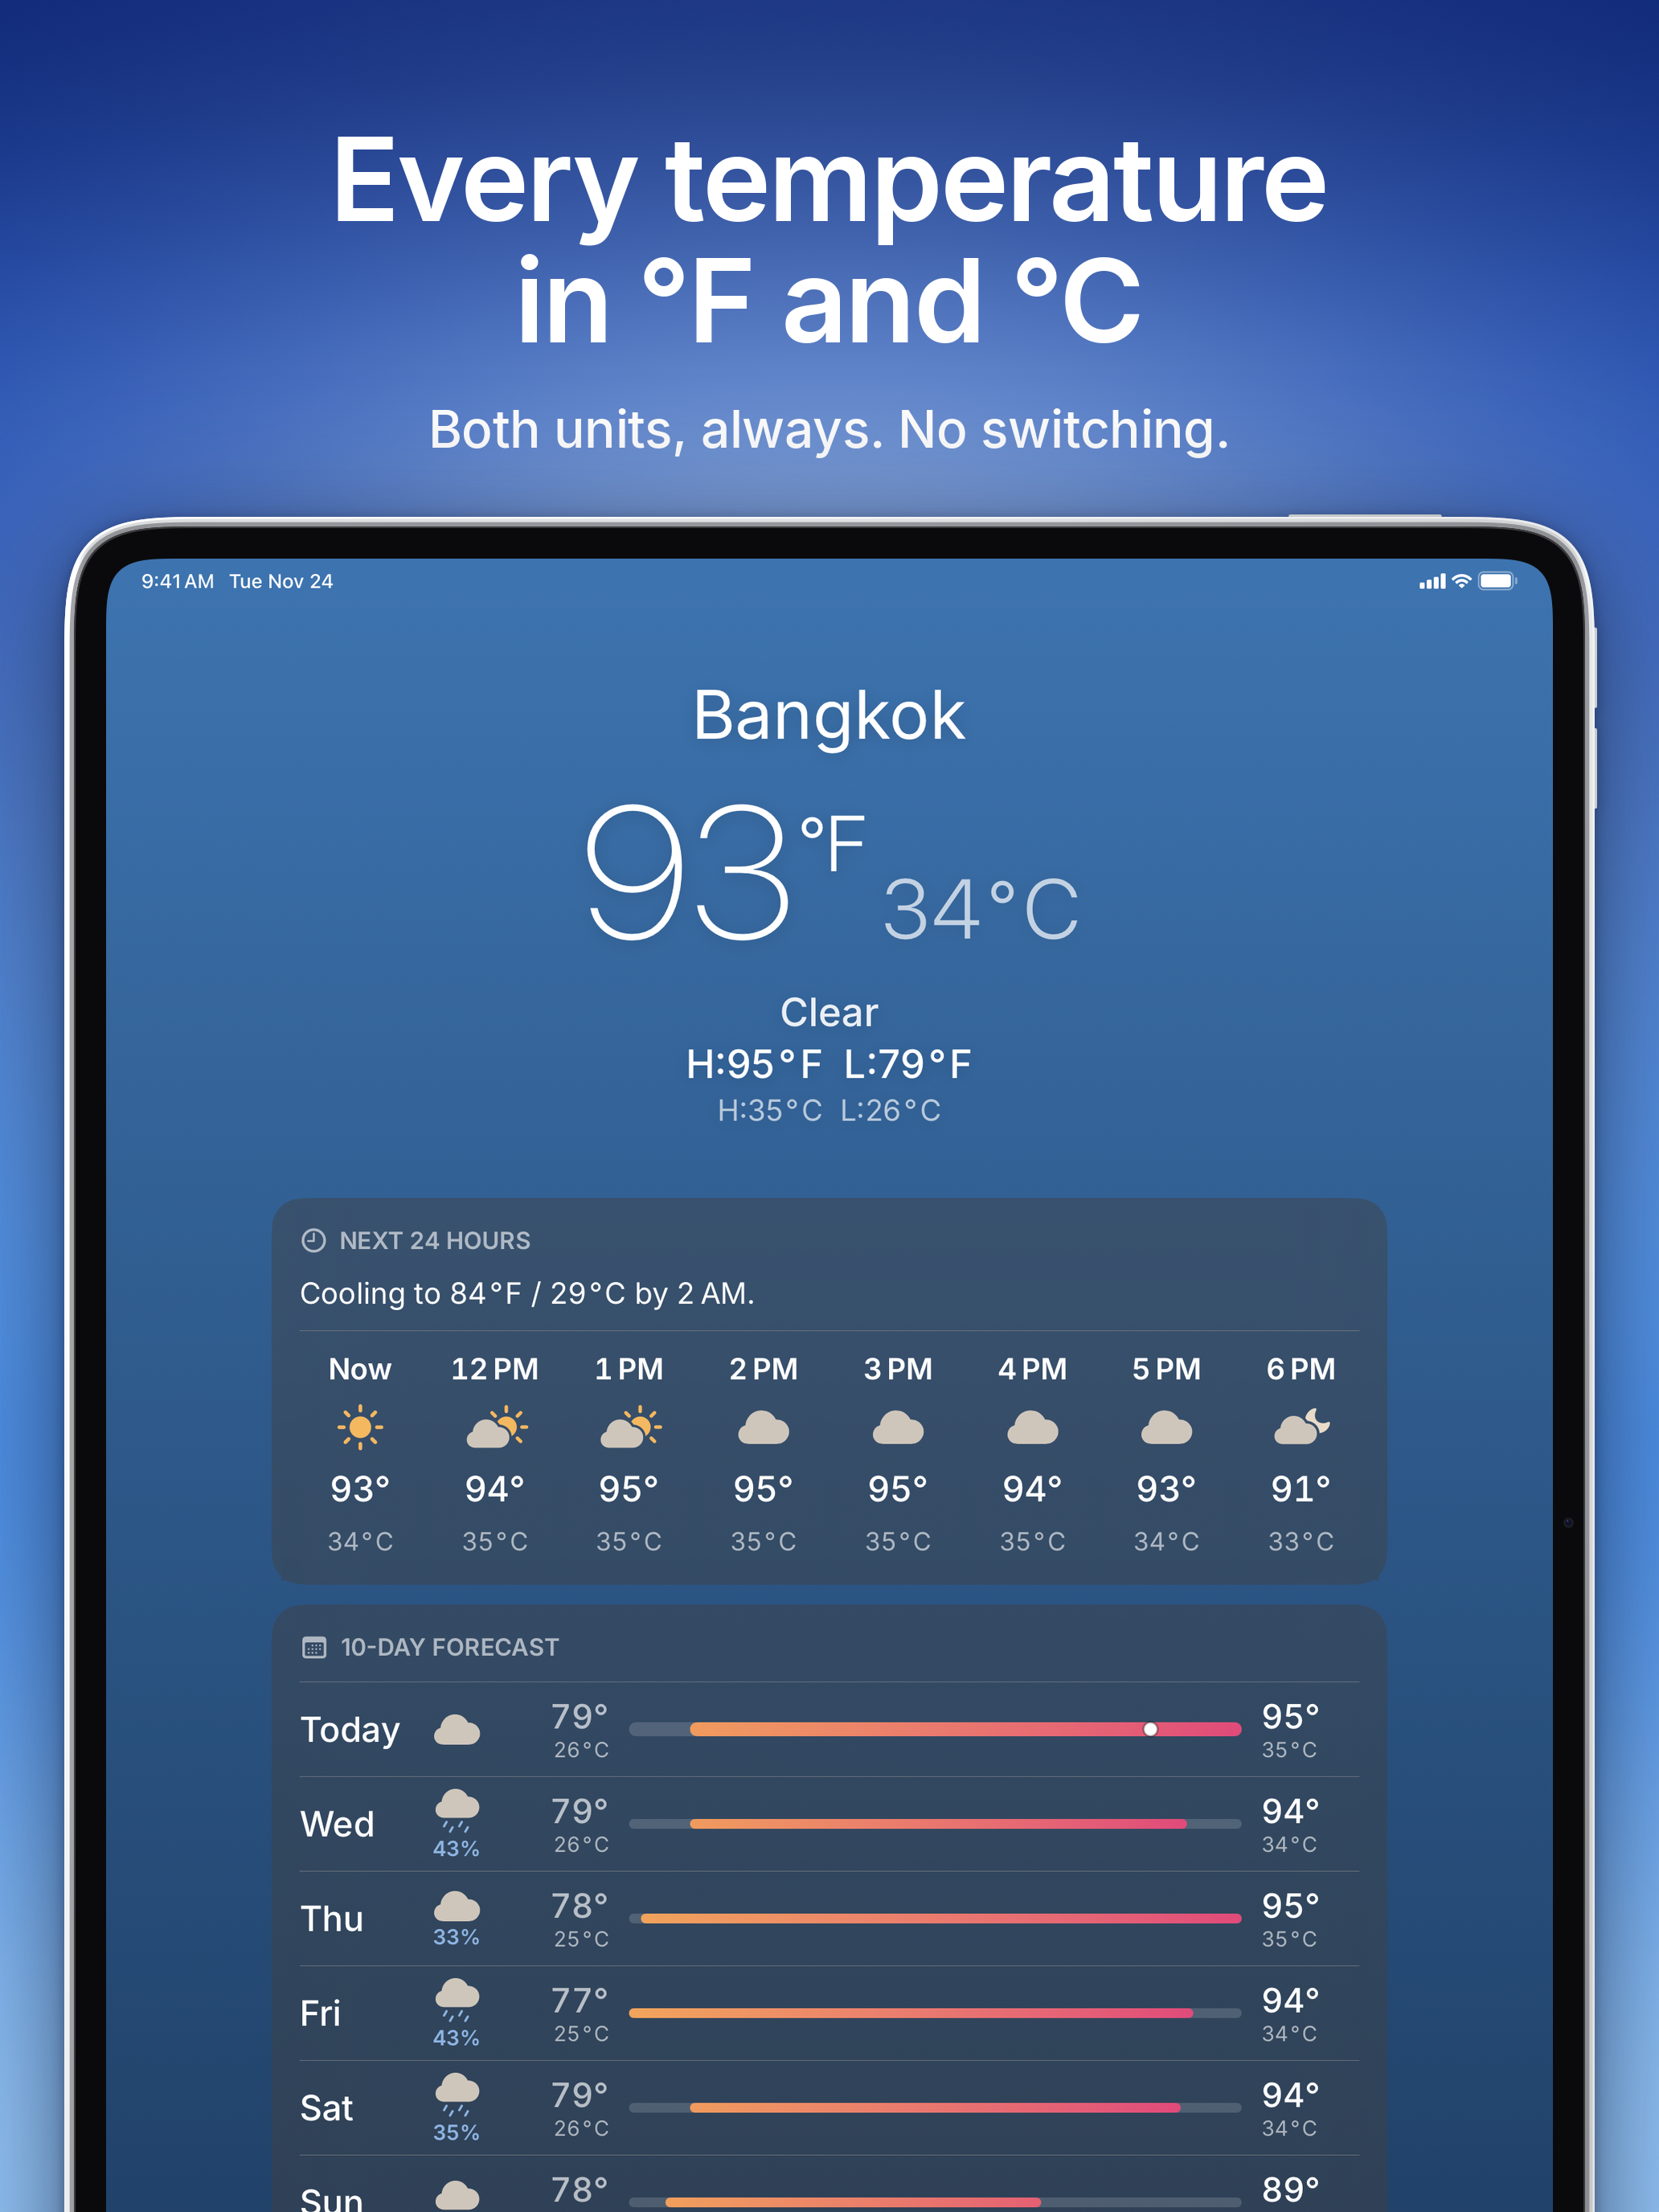 Every temperature
in °F and °C
Both units, always. No switching.
9:41 AM Tue Nov 24
Bangkok
93°F 34°C
Clear
H:95°F L:79°F
H:35°C L:26°C
NEXT 24 HOURS
Cooling to 84°F / 29°C by 2 AM.
Now 12 PM 1 PM 2 PM 3 PM 4 PM 5 PM 6 PM
93° 94° 95° 95° 95° 94° 93° 91°
34°C 35°C 35°C 35°C 35°C 35°C 34°C 33°C
10-DAY FORECAST
Today 79° 95°
26°C 35°C
Wed 79° 94°
43% 26°C 34°C
Thu 78° 95°
33% 25°C 35°C
Fri 77° 94°
43% 25°C 34°C
Sat 79° 94°
35% 26°C 34°C
Sun 78° 89°